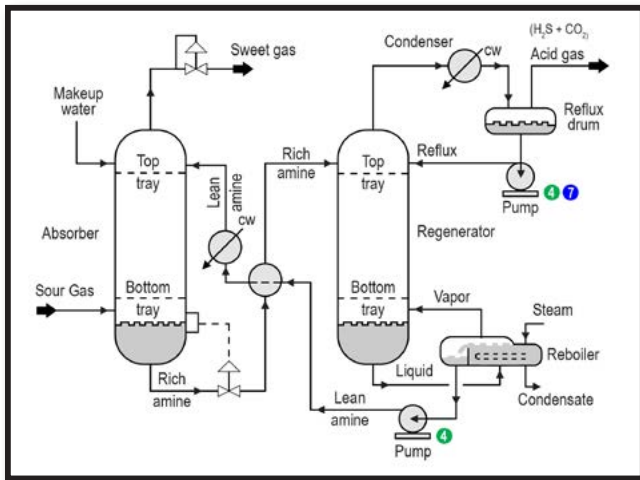 Sweet gas
Makeup
water
Top
tray
Absorber
Sour Gas
Bottom
tray
Rich
amine
Lean
amine
cw
Rich
amine
Condenser
cw
(H₂S + CO₂)
Acid gas
Reflux
drum
Reflux
Pump
4 7
Top
tray
Regenerator
Bottom
tray
Vapor
Steam
Reboiler
Liquid
Condensate
Lean
amine
Pump
4